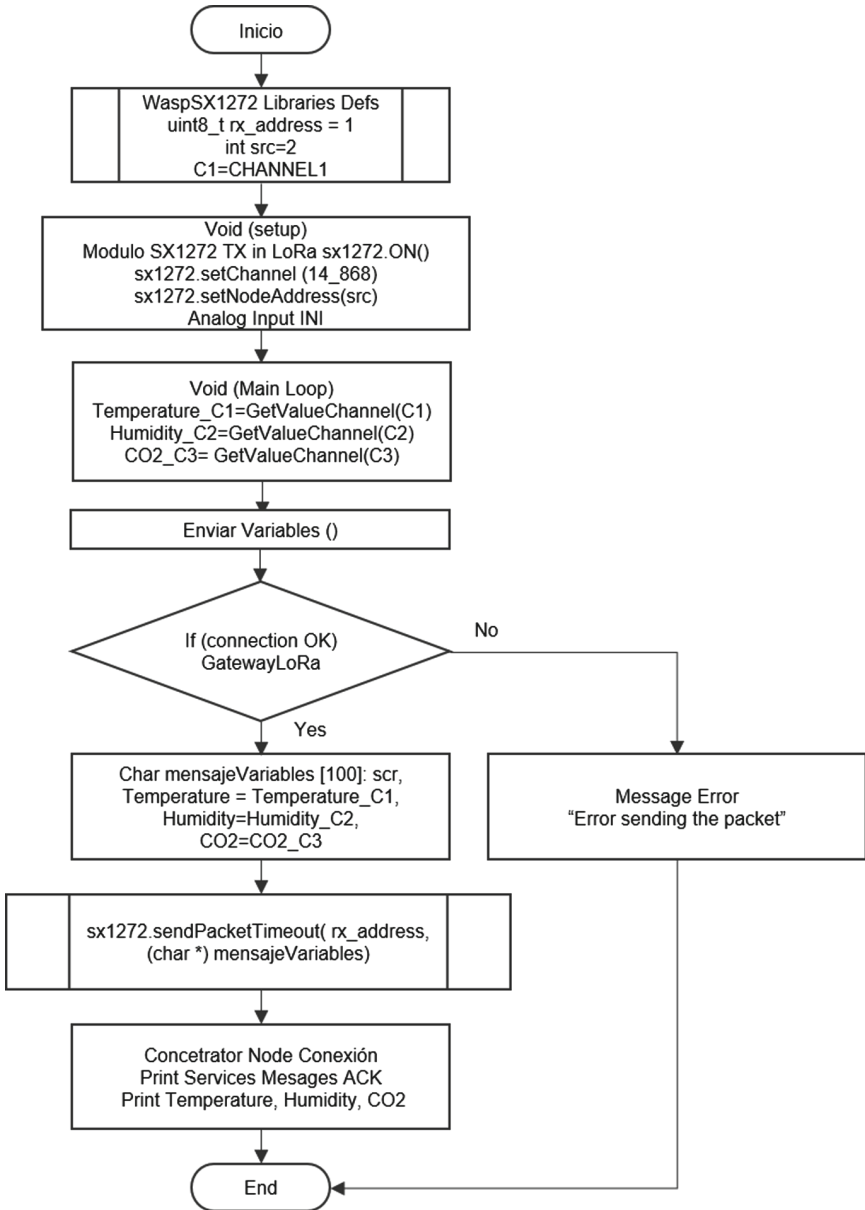 Inicio
WaspSX1272 Libraries Defs
uint8_t rx_address = 1
int src=2
C1=CHANNEL1
Void (setup)
Modulo SX1272 TX in LoRa sx1272.ON()
sx1272.setChannel (14_868)
sx1272.setNodeAddress(src)
Analog Input INI
Void (Main Loop)
Temperature_C1=GetValueChannel(C1)
Humidity_C2=GetValueChannel(C2)
CO2_C3= GetValueChannel(C3)
Enviar Variables ()
If (connection OK)
GatewayLoRa
No
Yes
Char mensajeVariables [100]: scr,
Temperature = Temperature_C1,
Humidity=Humidity_C2,
CO2=CO2_C3
Message Error
“Error sending the packet”
sx1272.sendPacketTimeout( rx_address,
(char *) mensajeVariables)
Concetrator Node Conexión
Print Services Mesages ACK
Print Temperature, Humidity, CO2
End